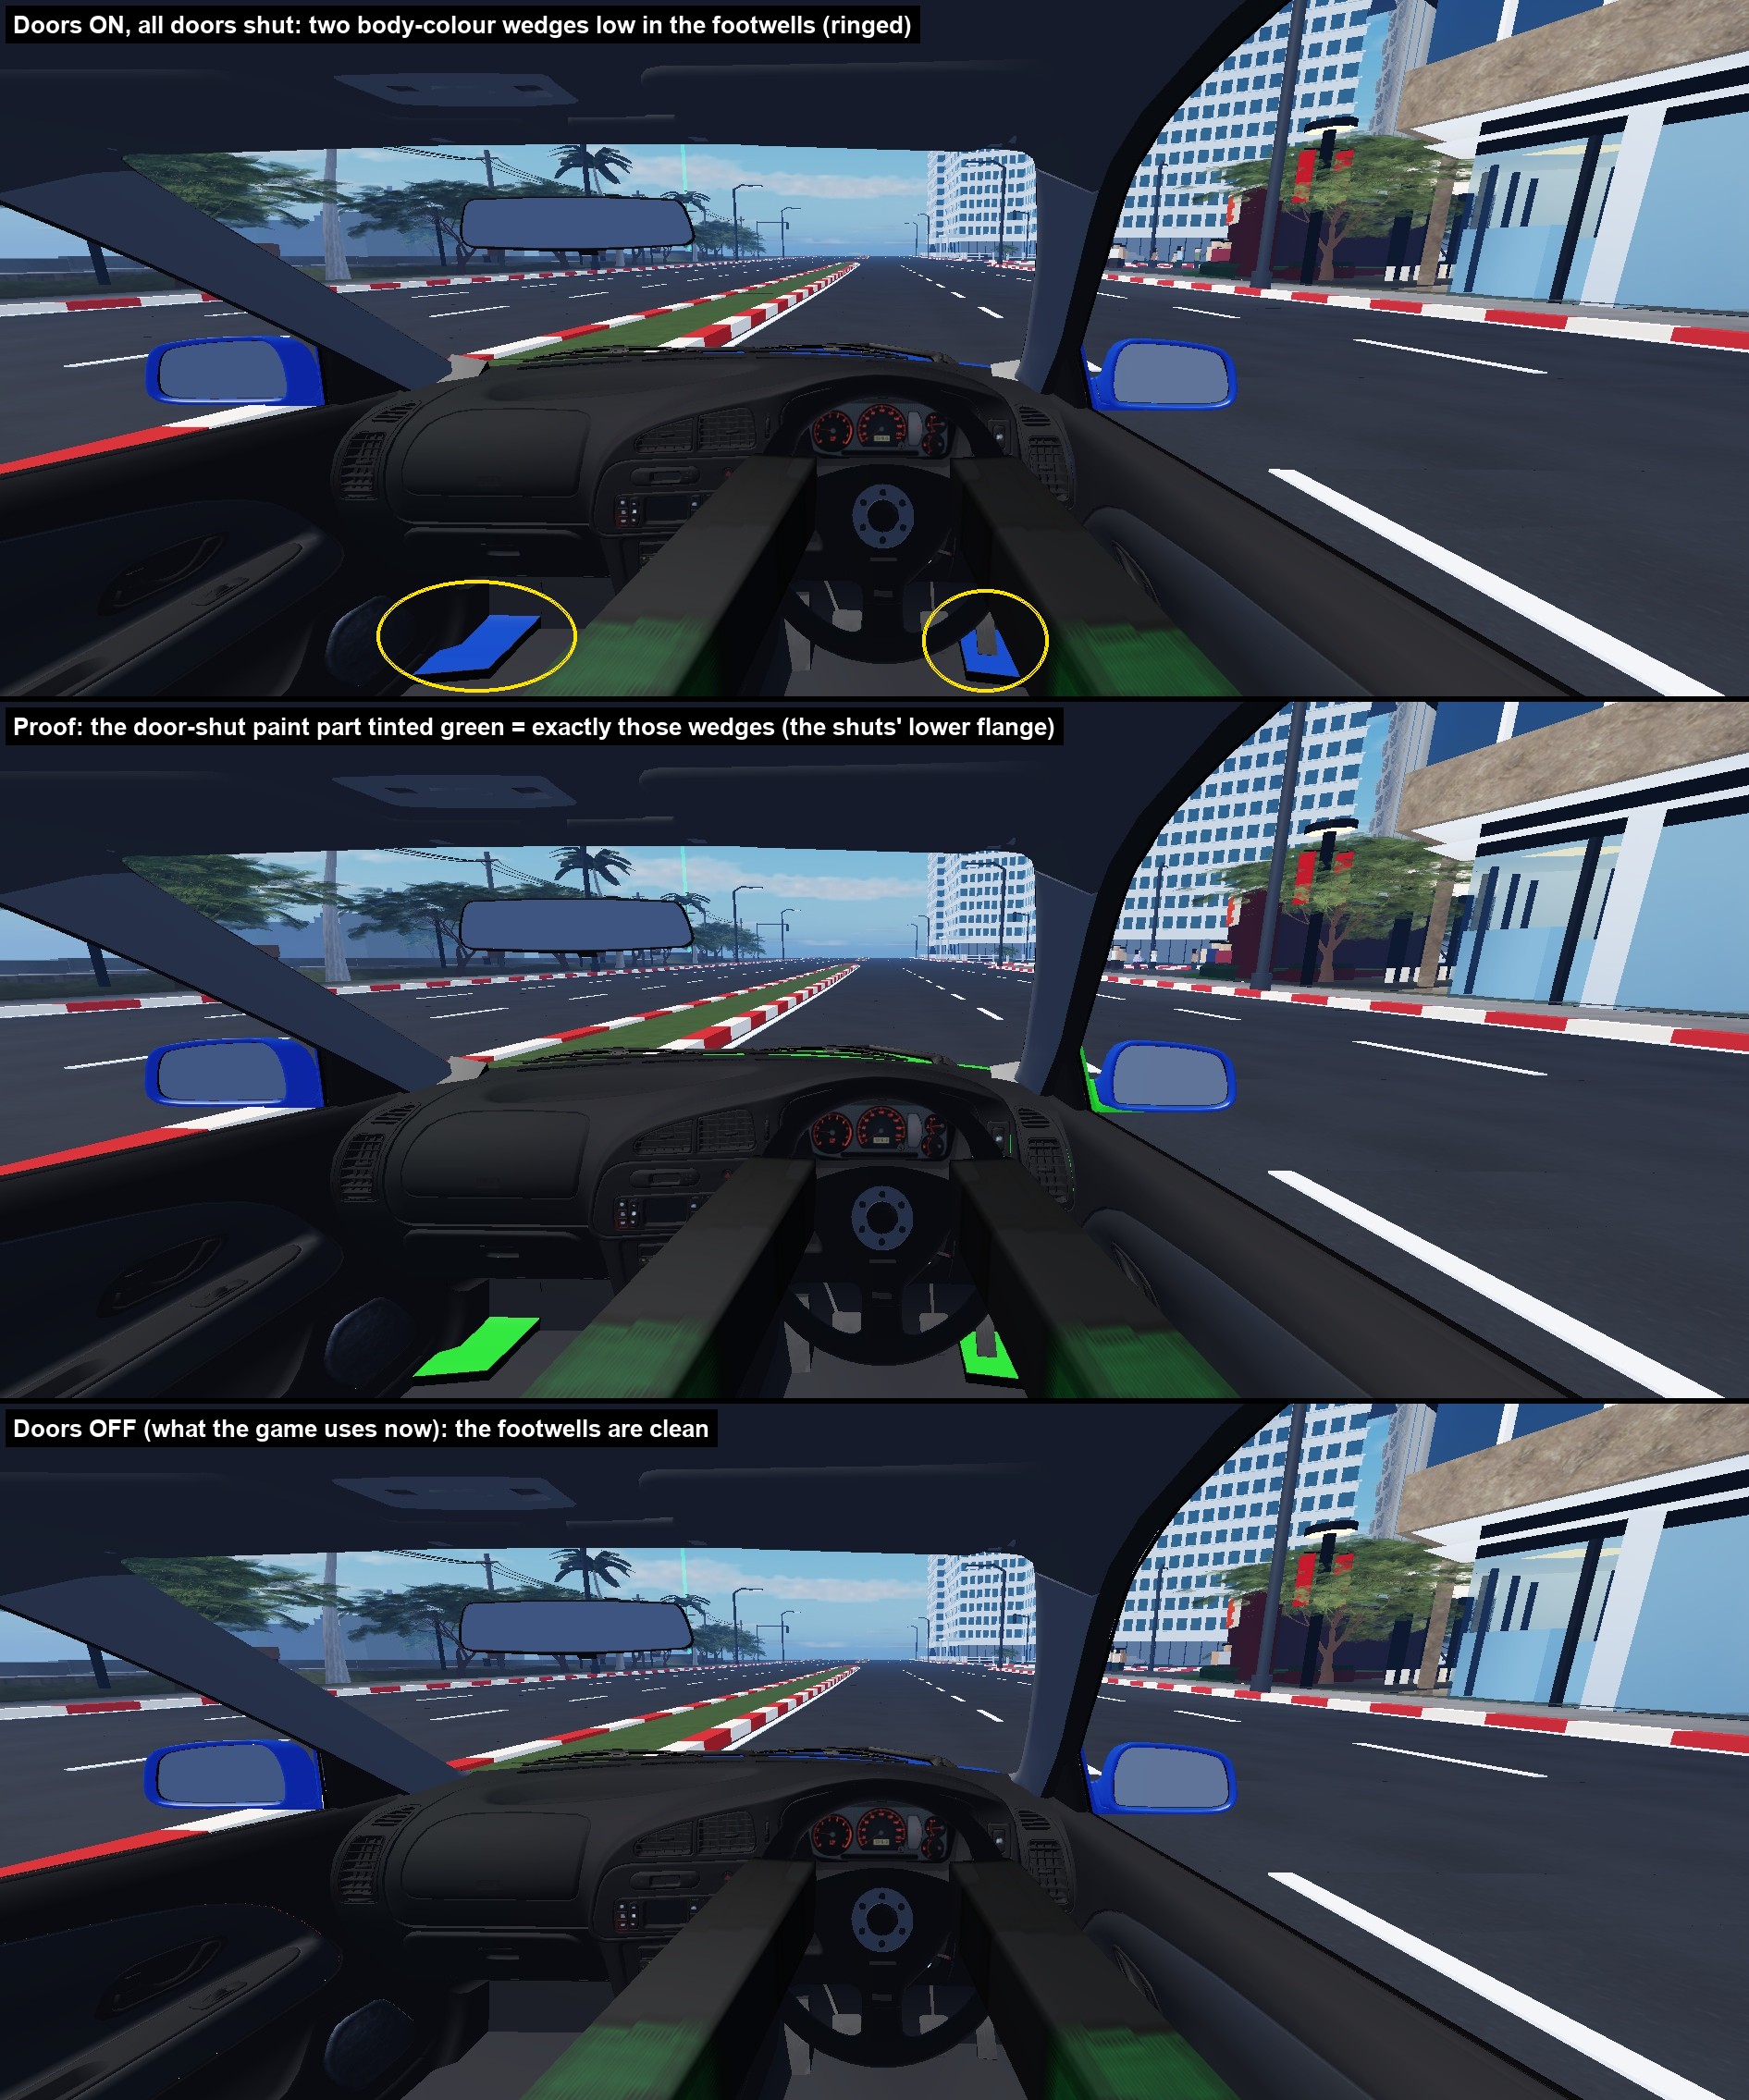 Doors ON, all doors shut: two body-colour wedges low in the footwells (ringed)
Proof: the door-shut paint part tinted green = exactly those wedges (the shuts' lower flange)
Doors OFF (what the game uses now): the footwells are clean